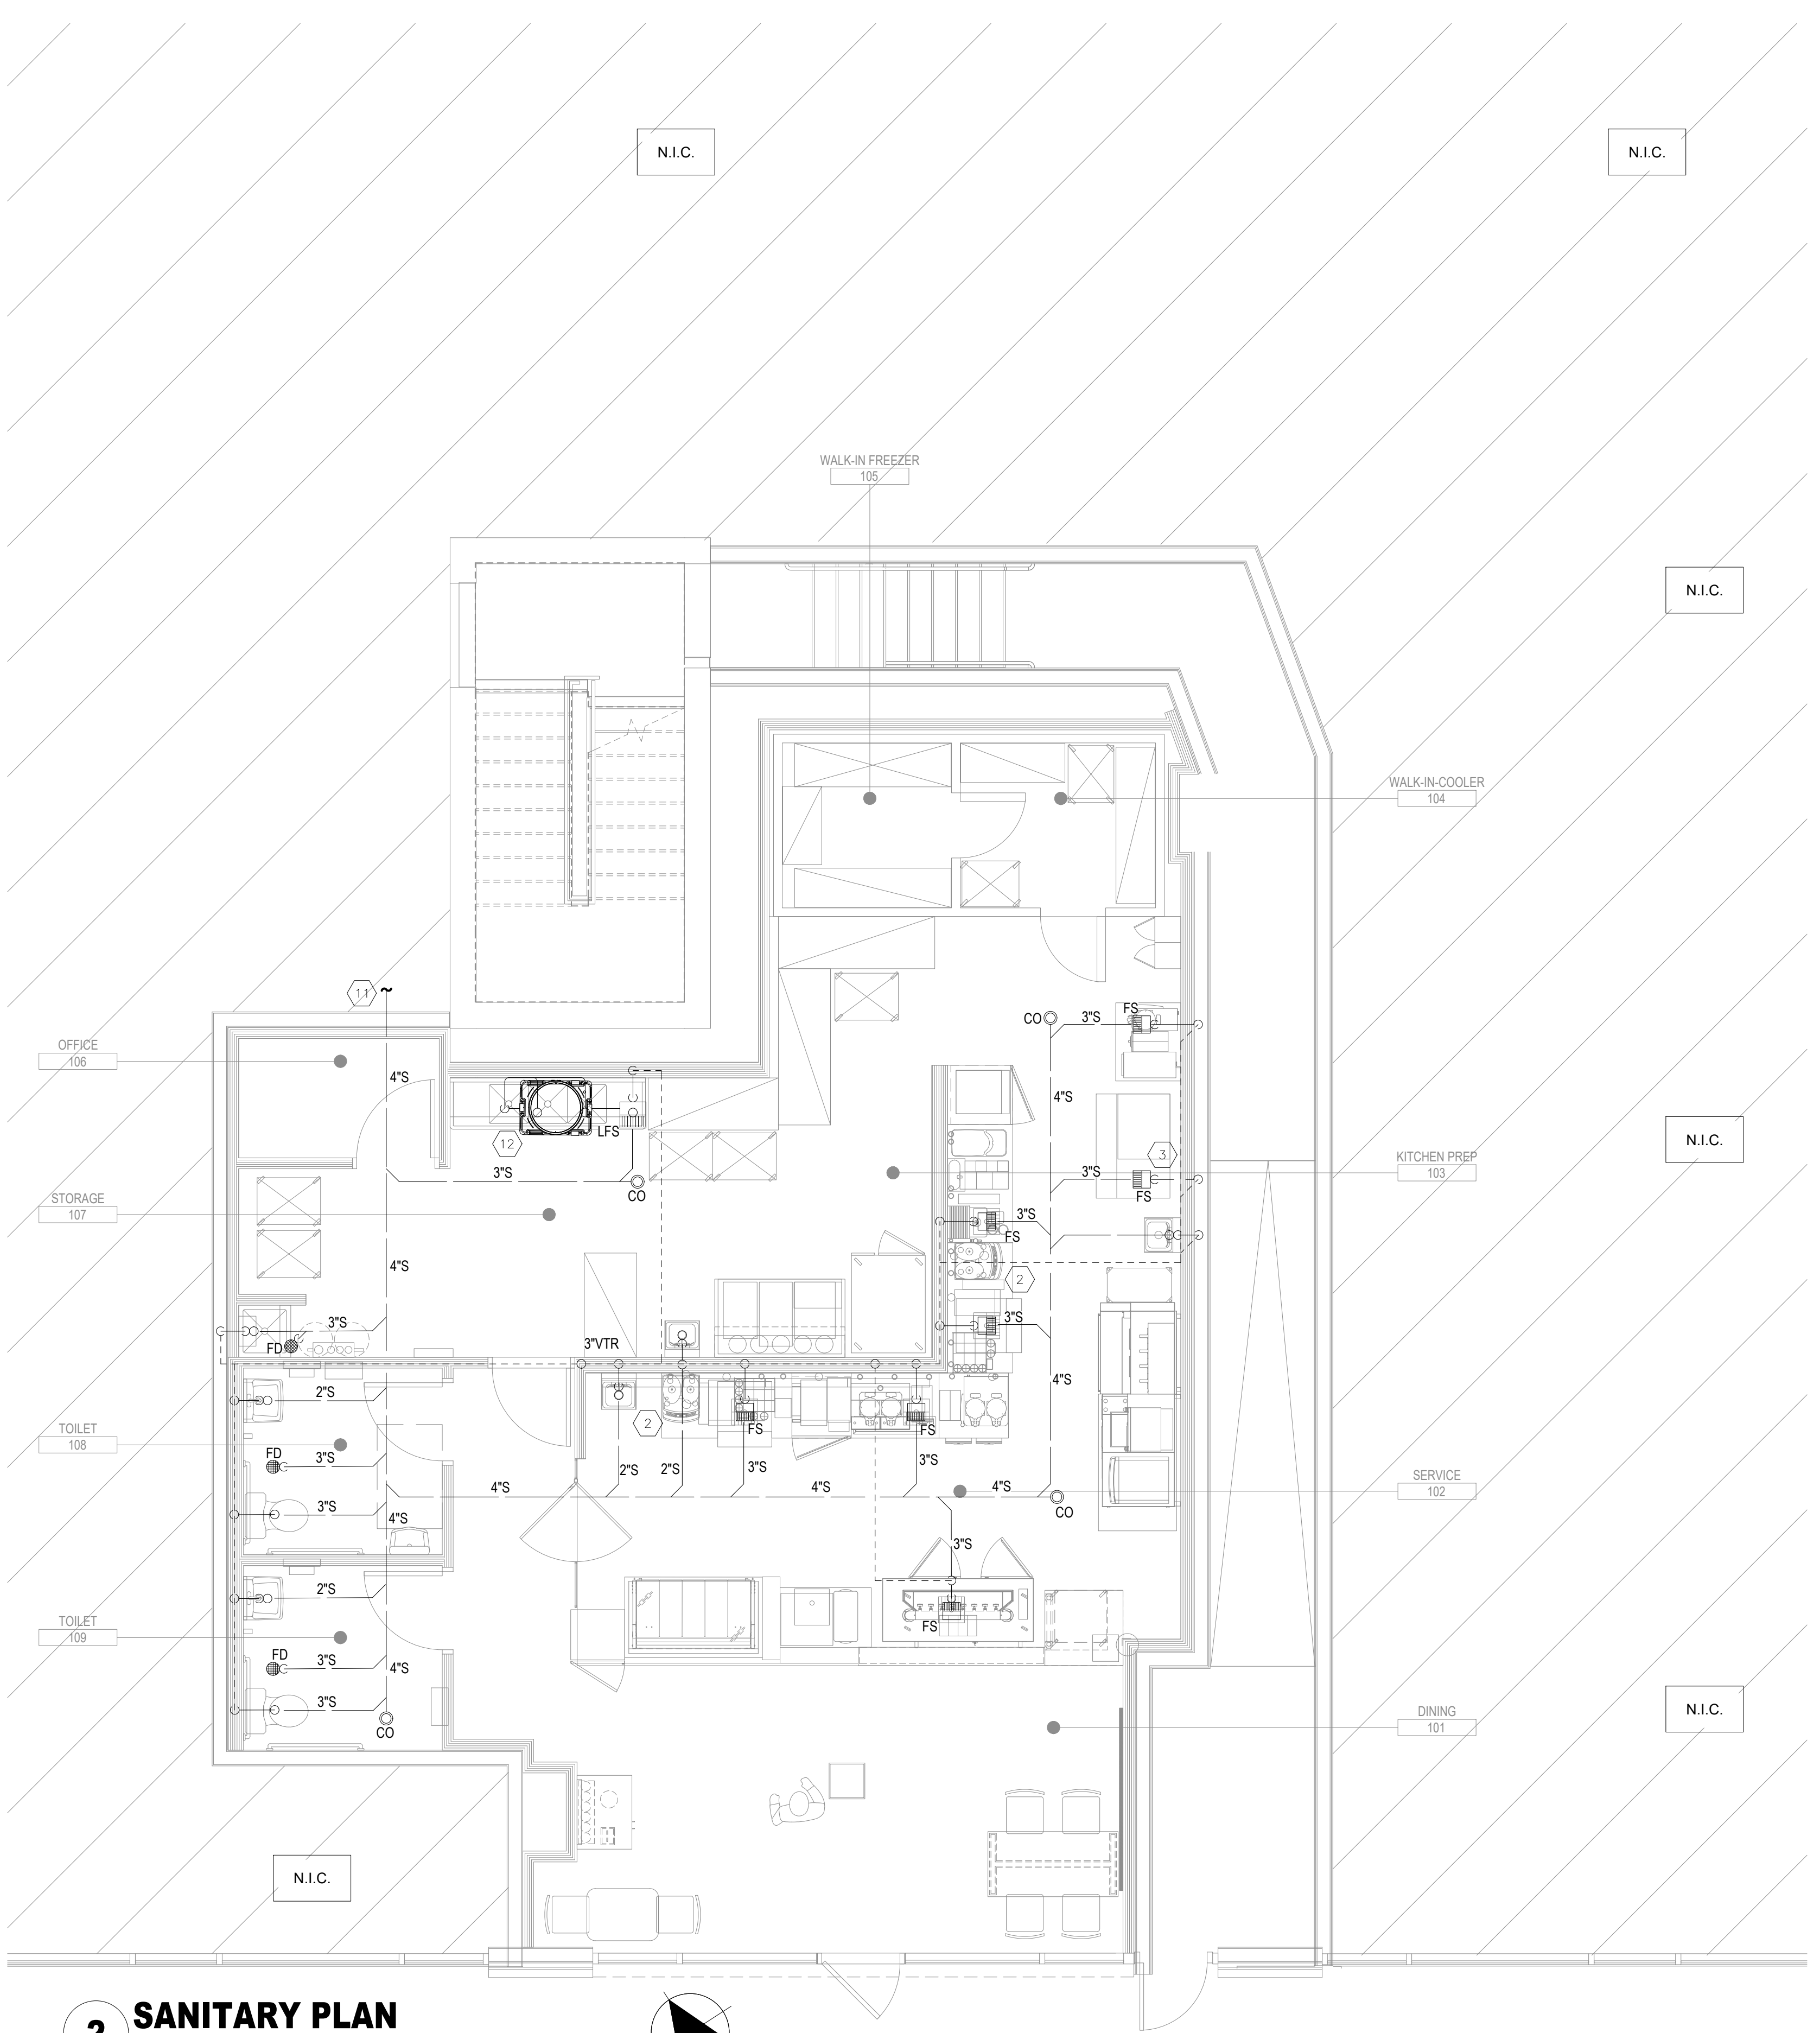 N.I.C.
N.I.C.
WALK-IN FREEZER
105
N.I.C.
WALK-IN-COOLER
104
11
OFFICE
106
4"S
CO
3"S
FS
4"S
LFS
12
N.I.C.
3"S
CO
3
KITCHEN PREP
103
3"S
FS
STORAGE
107
3"S
FS
4"S
2
3"S
FD
3"VTR
3"S
2"S
4"S
2
FS
FS
TOILET
108
FD
3"S
2"S
2"S
3"S
3"S
4"S
4"S
4"S
CO
SERVICE
102
3"S
4"S
3"S
2"S
FS
TOILET
109
FD
3"S
4"S
3"S
CO
N.I.C.
DINING
101
N.I.C.
2
SANITARY PLAN